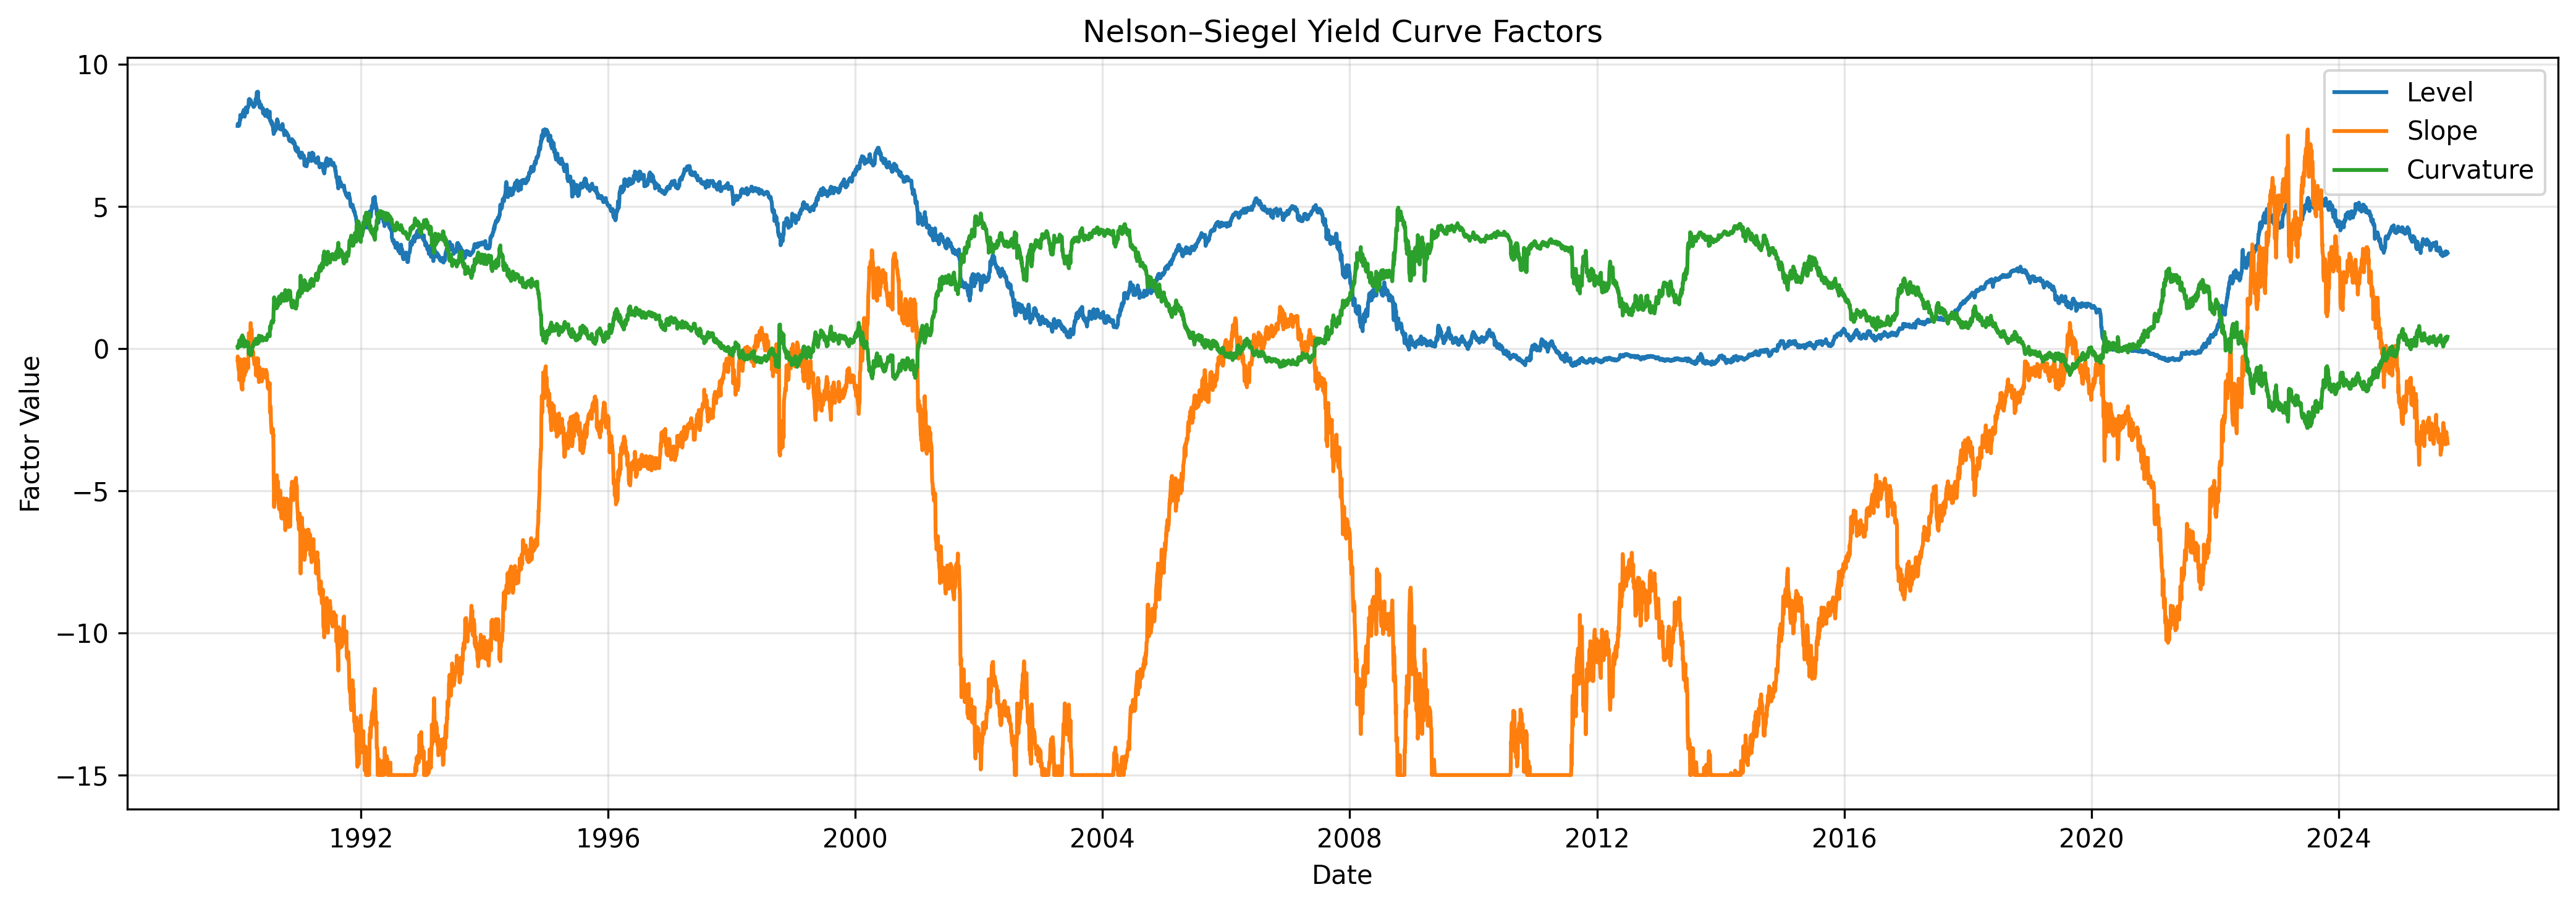 Nelson–Siegel Yield Curve Factors
Level
Slope
Curvature
Factor Value
10
5
0
−5
−10
−15
1992 1996 2000 2004 2008 2012 2016 2020 2024
Date